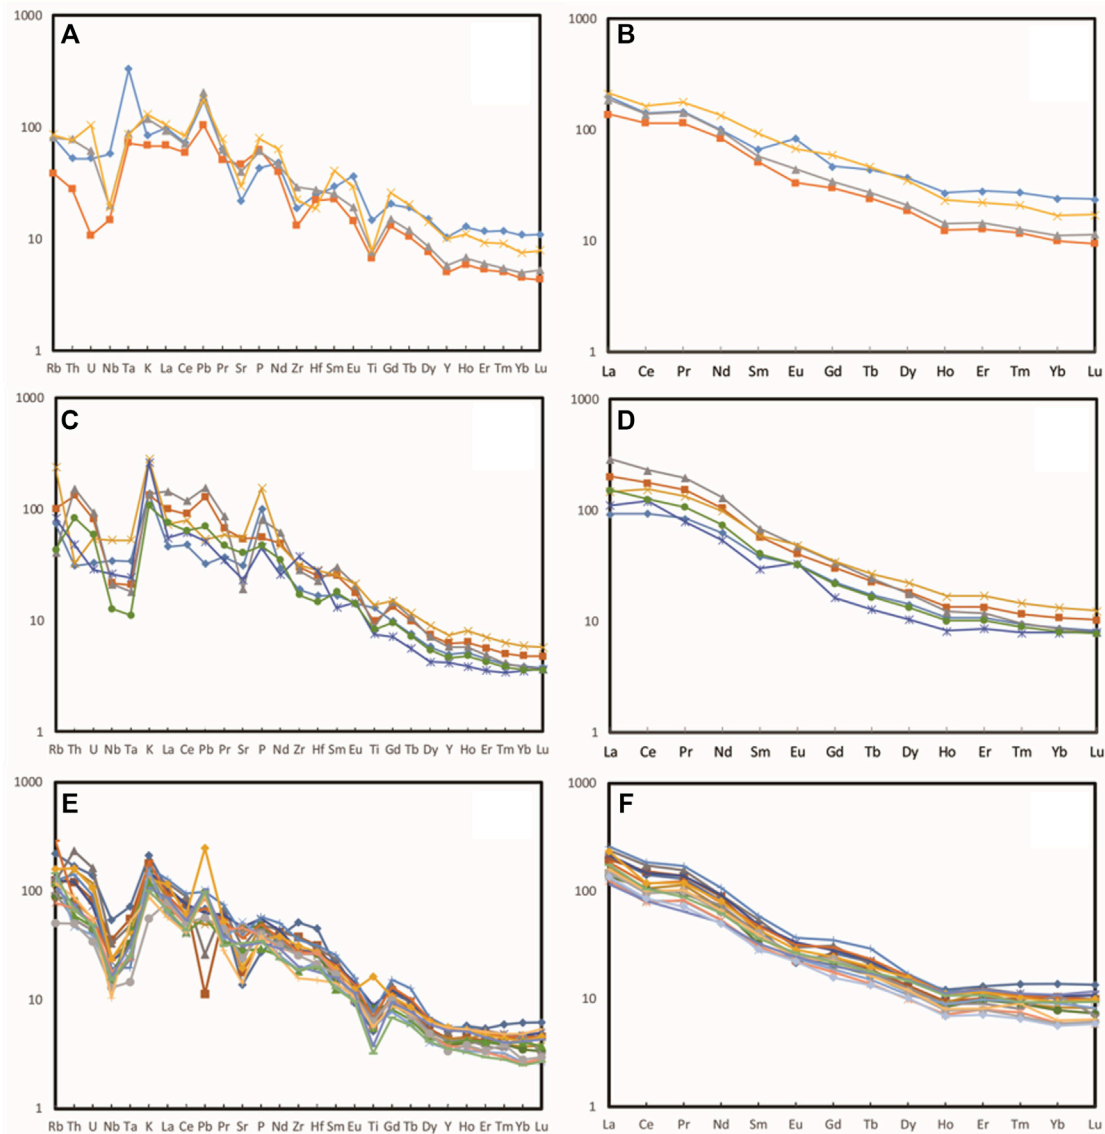 A
1000
100
10
1
Rb Th U Nb Ta K La Ce Pb Pr Sr P Nd Zr Hf Sm Eu Ti Gd Tb Dy Y Ho Er Tm Yb Lu
B
1000
100
10
1
La Ce Pr Nd Sm Eu Gd Tb Dy Ho Er Tm Yb Lu
C
1000
100
10
1
Rb Th U Nb Ta K La Ce Pb Pr Sr P Nd Zr Hf Sm Eu Ti Gd Tb Dy Y Ho Er Tm Yb Lu
D
1000
100
10
1
La Ce Pr Nd Sm Eu Gd Tb Dy Ho Er Tm Yb Lu
E
1000
100
10
1
Rb Th U Nb Ta K La Ce Pb Pr Sr P Nd Zr Hf Sm Eu Ti Gd Tb Dy Y Ho Er Tm Yb Lu
F
1000
100
10
1
La Ce Pr Nd Sm Eu Gd Tb Dy Ho Er Tm Yb Lu